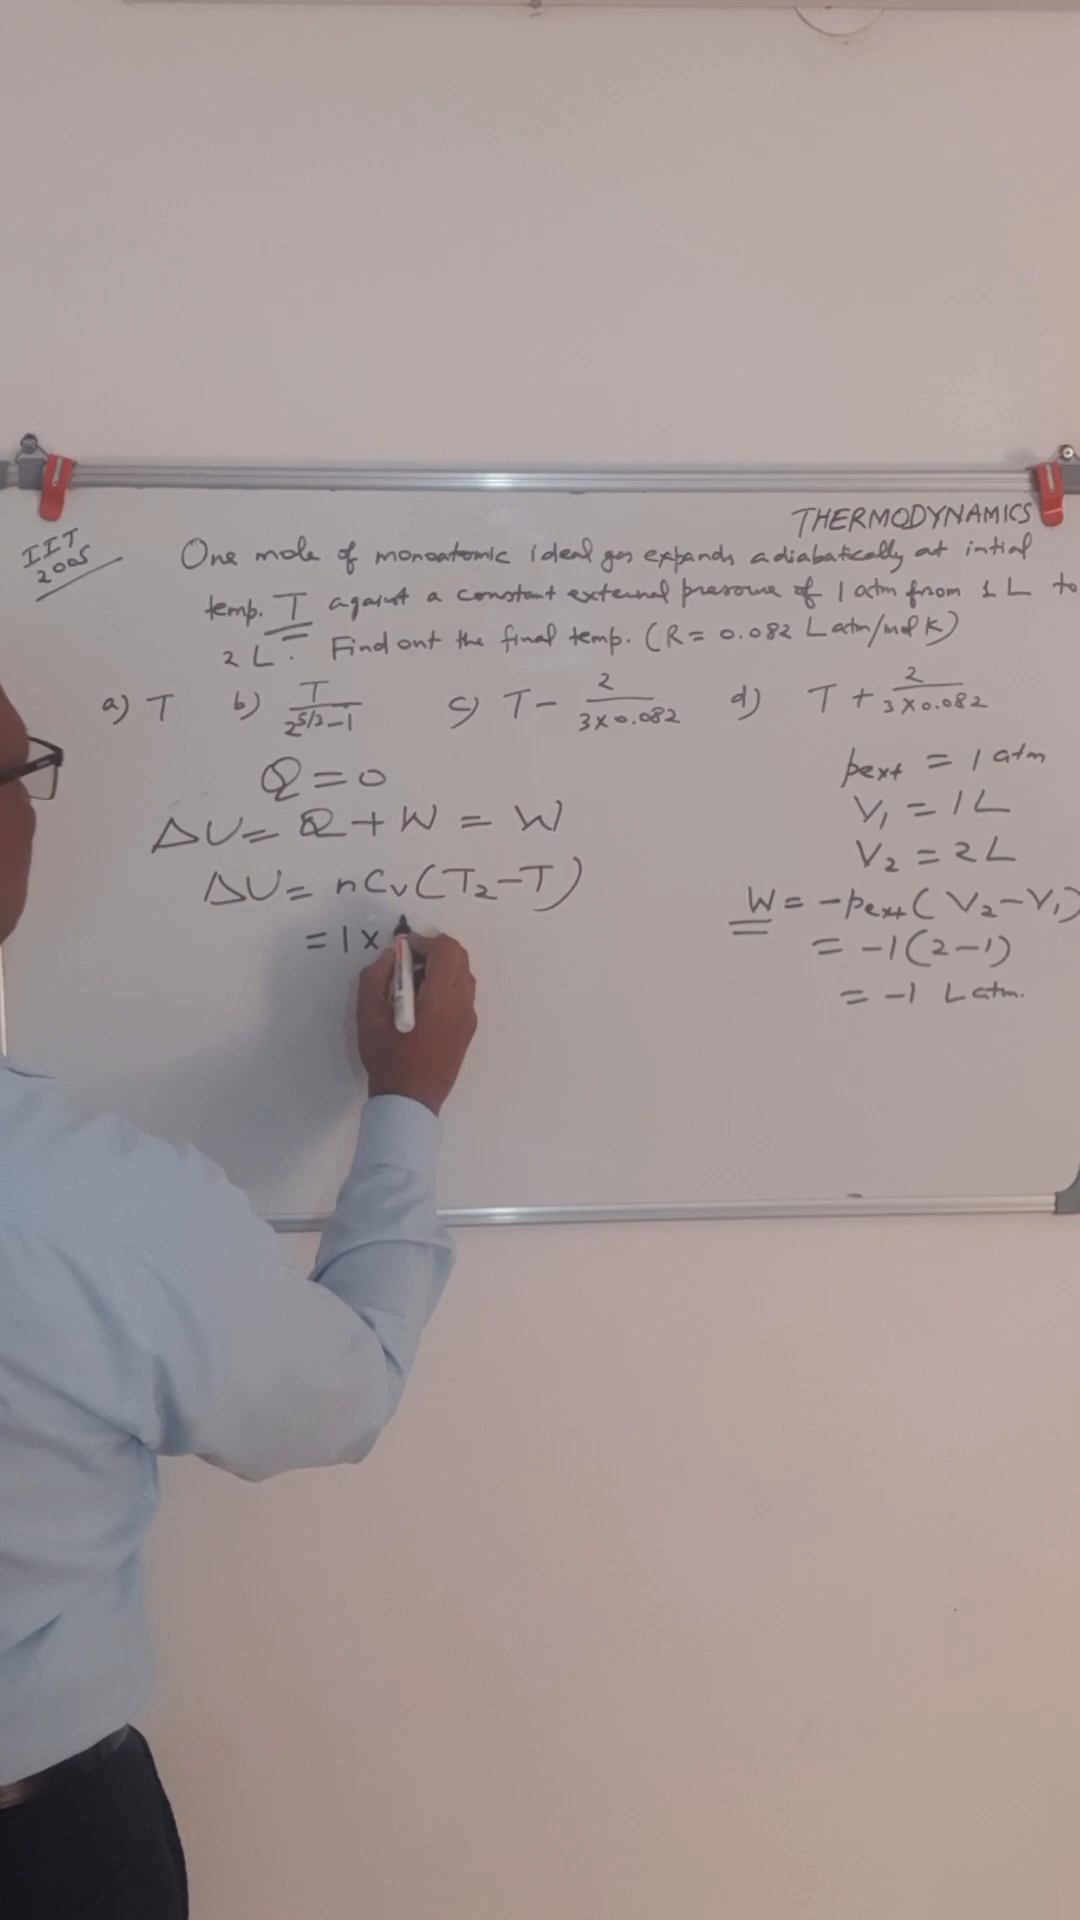 THERMODYNAMICS
IIT
2005
One mole of monoatomic ideal gas expands adiabatically at intial
temp. T against a constant external pressure of 1 atm from 1 L to
2 L. Find out the final temp. (R = 0.082 L atm/mol K)
a) T b) T/(2^(5/3)-1) c) T - 2/(3×0.082) d) T + 2/(3×0.082)
Q = 0
ΔU = Q + W = W
ΔU = nCv(T2-T)
= 1 ×
Pext = 1 atm
V1 = 1L
V2 = 2L
W = -Pext(V2-V1)
= -1(2-1)
= -1 L atm.